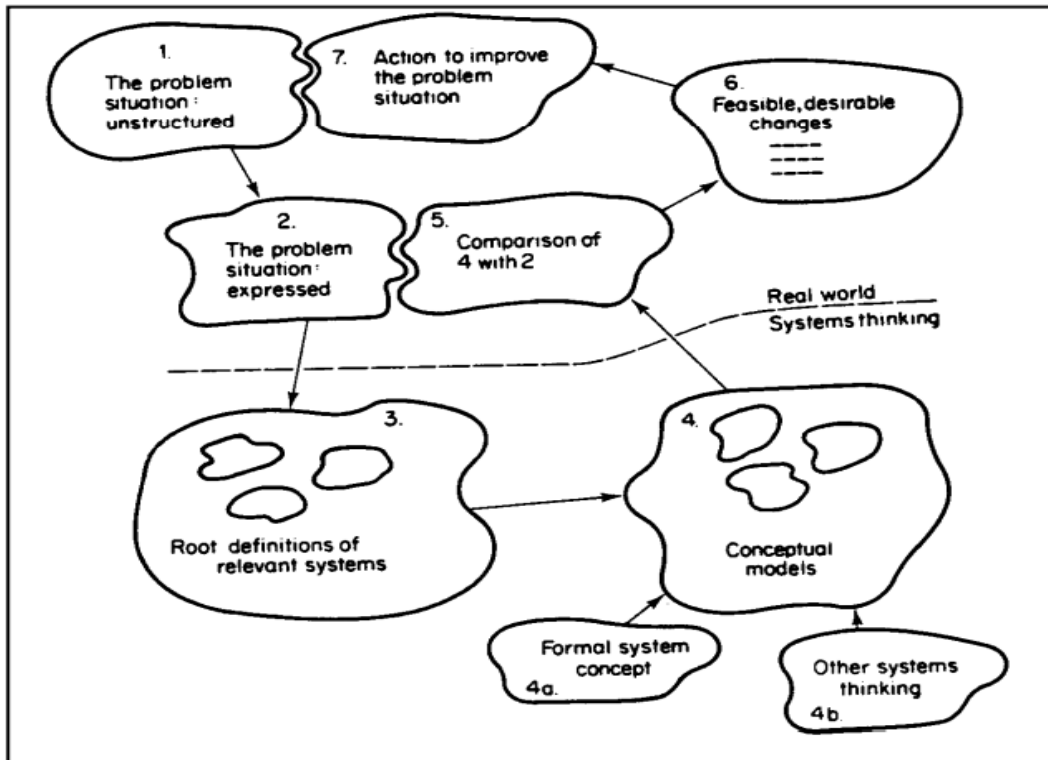 1.
The problem
situation:
unstructured
7. Action to improve
the problem
situation
6.
Feasible, desirable
changes
2.
The problem
situation:
expressed
5.
Comparison of
4 with 2
Real world
Systems thinking
3.
Root definitions of
relevant systems
4.
Conceptual
models
Formal system
concept
4a.
Other systems
thinking
4b.